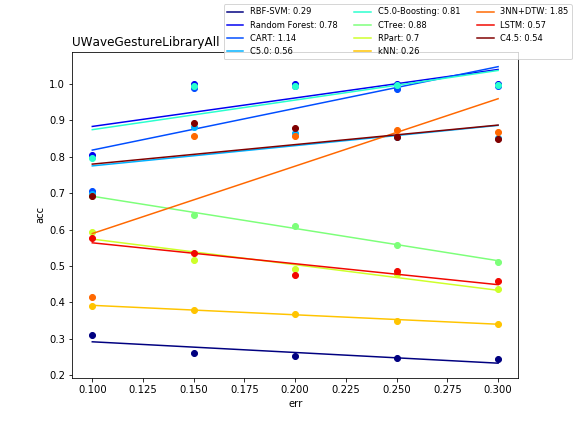 RBF-SVM: 0.29
Random Forest: 0.78
CART: 1.14
C5.0: 0.56
C5.0-Boosting: 0.81
CTree: 0.88
RPart: 0.7
kNN: 0.26
3NN+DTW: 1.85
LSTM: 0.57
C4.5: 0.54
UWaveGestureLibraryAll
acc
1.0
0.9
0.8
0.7
0.6
0.5
0.4
0.3
0.2
0.100 0.125 0.150 0.175 0.200 0.225 0.250 0.275 0.300
err